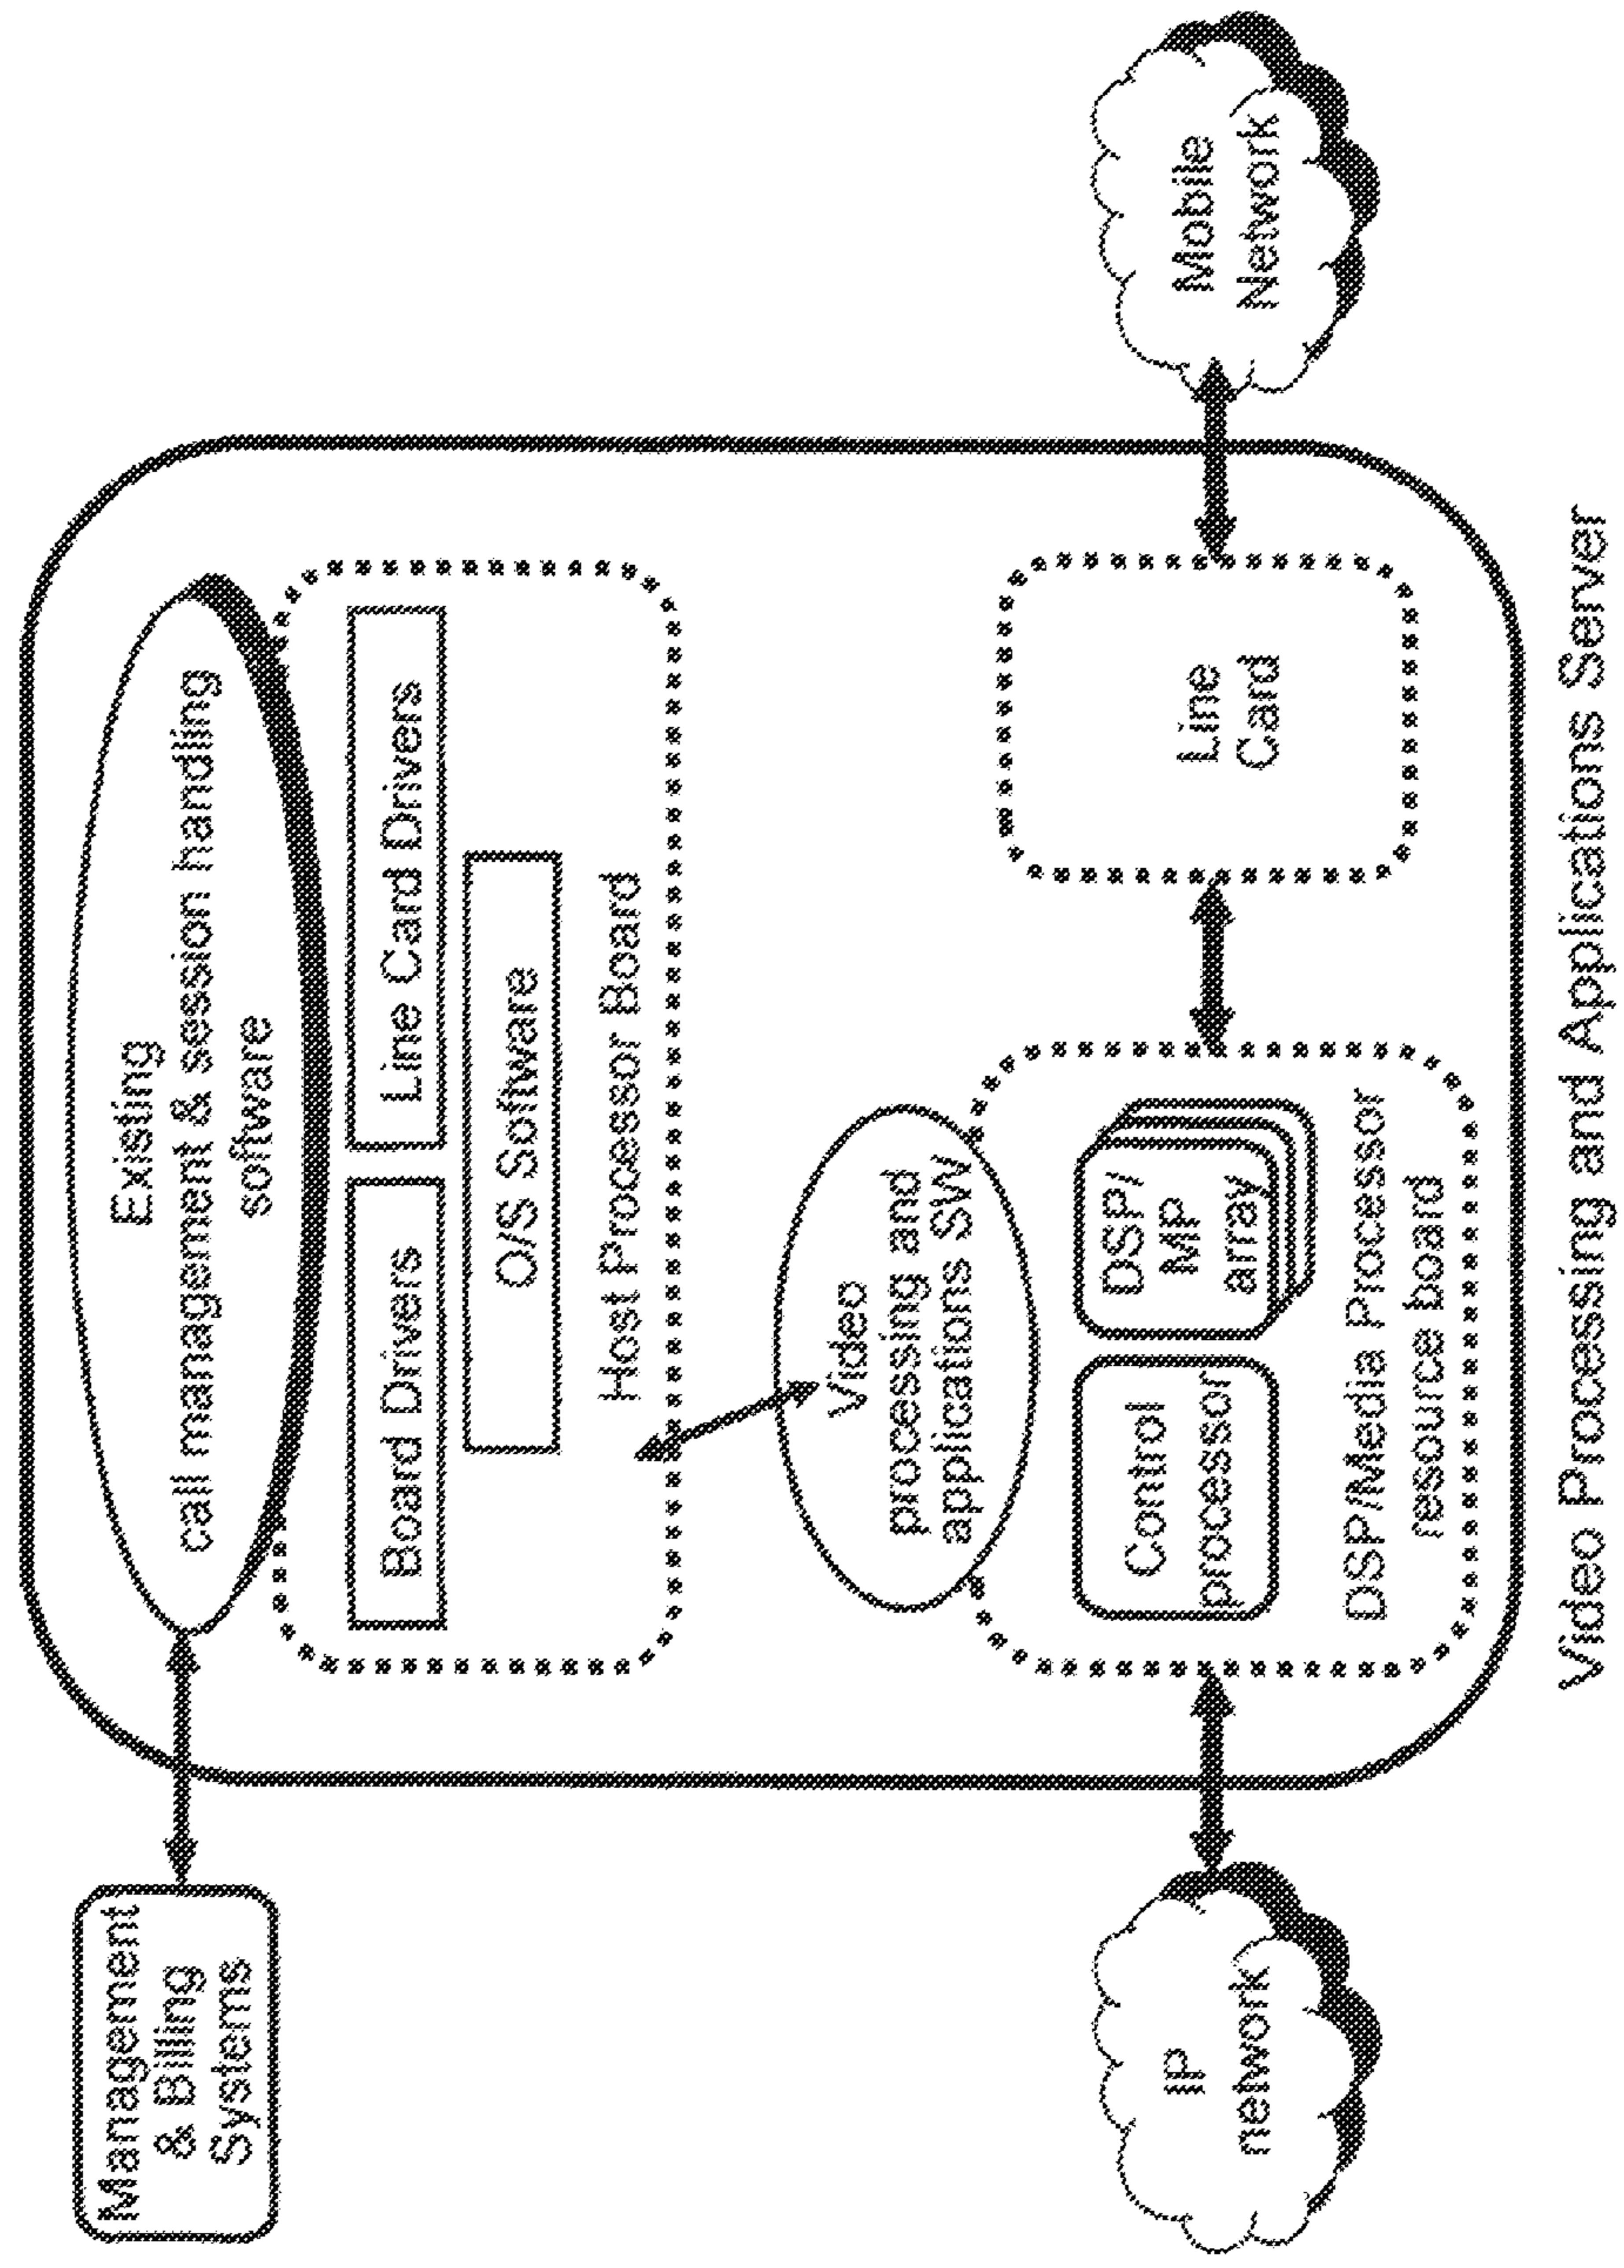 Management
& Billing
Systems
Existing
call management & session handling
software
Board Drivers
Line Card Drivers
O/S Software
Host Processor Board
Video
processing and
applications SW
Control
processor
DSP/
MP
array
DSP/Media Processor
resource board
Line
Card
IP
network
Mobile
Network
Video Processing and Applications Server